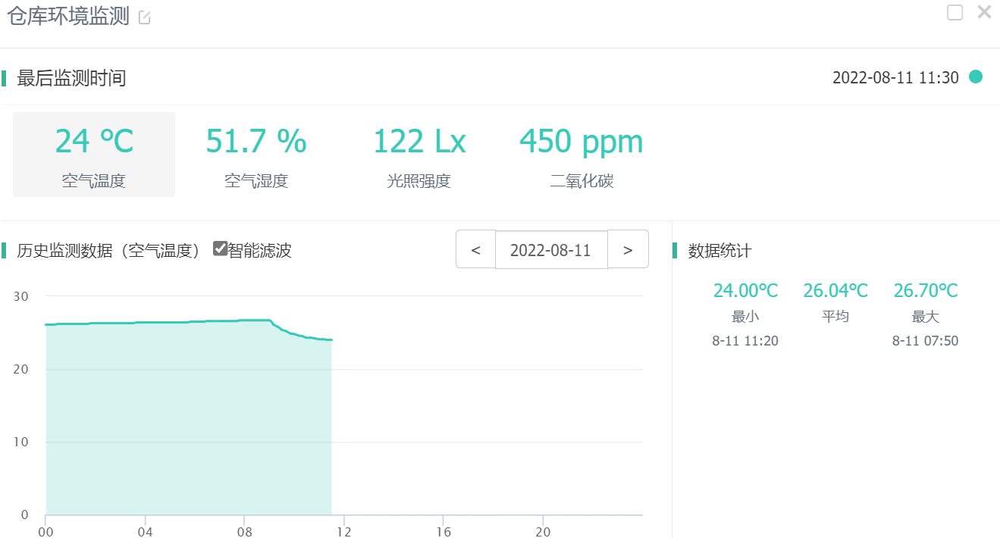 仓库环境监测
最后监测时间
2022-08-11 11:30
24 ℃
51.7 %
122 Lx
450 ppm
空气温度
空气湿度
光照强度
二氧化碳
历史监测数据（空气温度）
智能滤波
<
2022-08-11
>
数据统计
24.00℃
26.04℃
26.70℃
最小
平均
最大
8-11 11:20
8-11 07:50
30
20
10
0
00
04
08
12
16
20